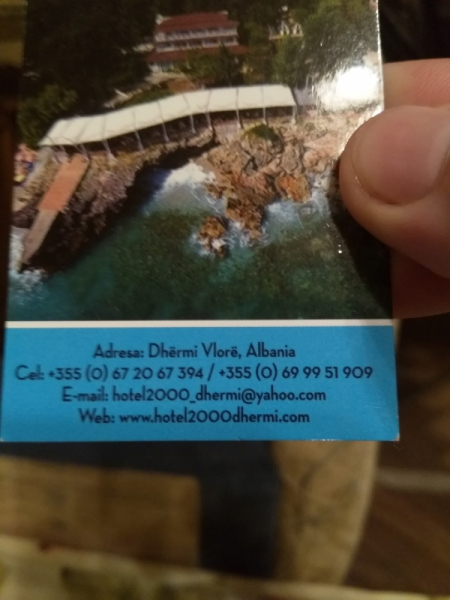 Adresa: Dhërmi Vlorë, Albania
Cel: +355 (0) 67 20 67 394 / +355 (0) 69 99 51 909
E-mail: hotel2000_dhermi@yahoo.com
Web: www.hotel2000dhermi.com